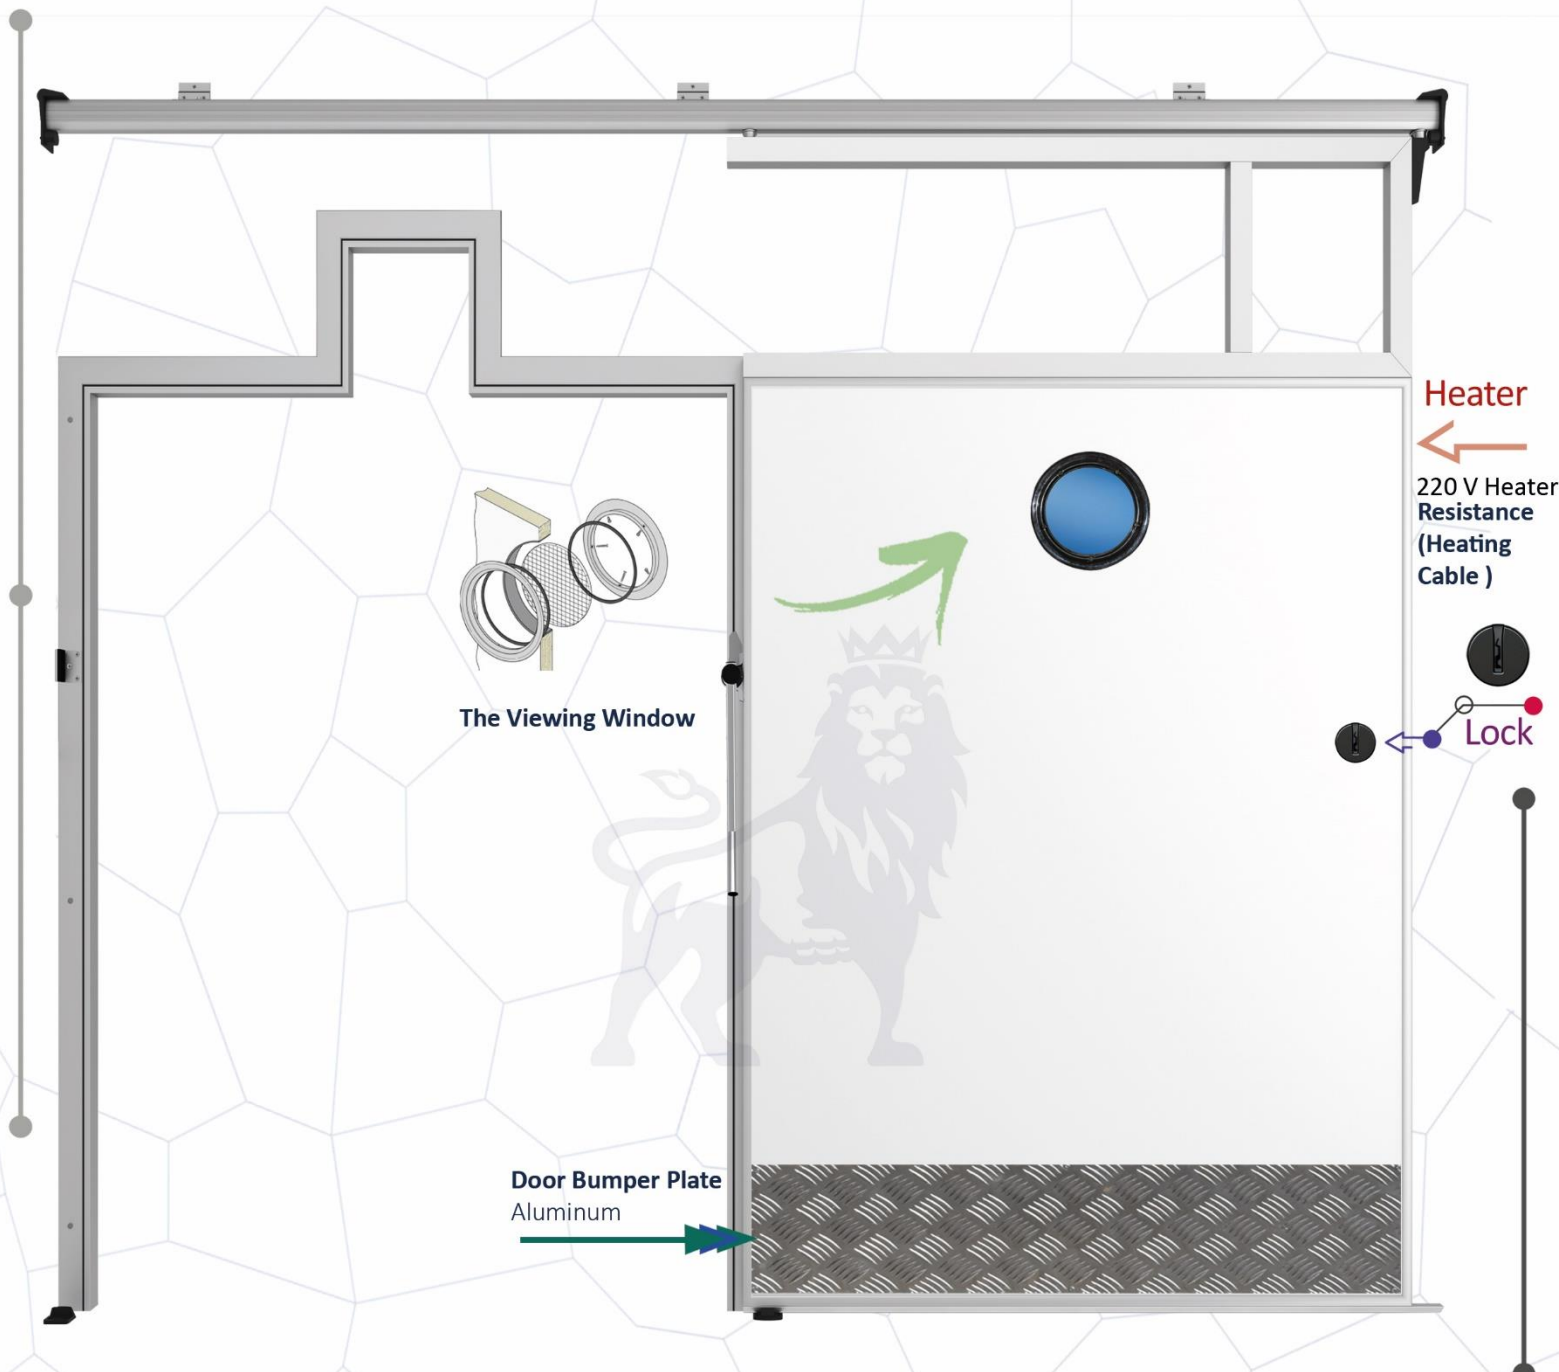 Heater
220 V Heater
Resistance
(Heating
Cable )
The Viewing Window
Lock
Door Bumper Plate
Aluminum